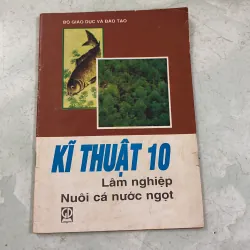 BỘ GIÁO DỤC VÀ ĐÀO TẠO
KĨ THUẬT 10
Lâm nghiệp
Nuôi cá nước ngọt